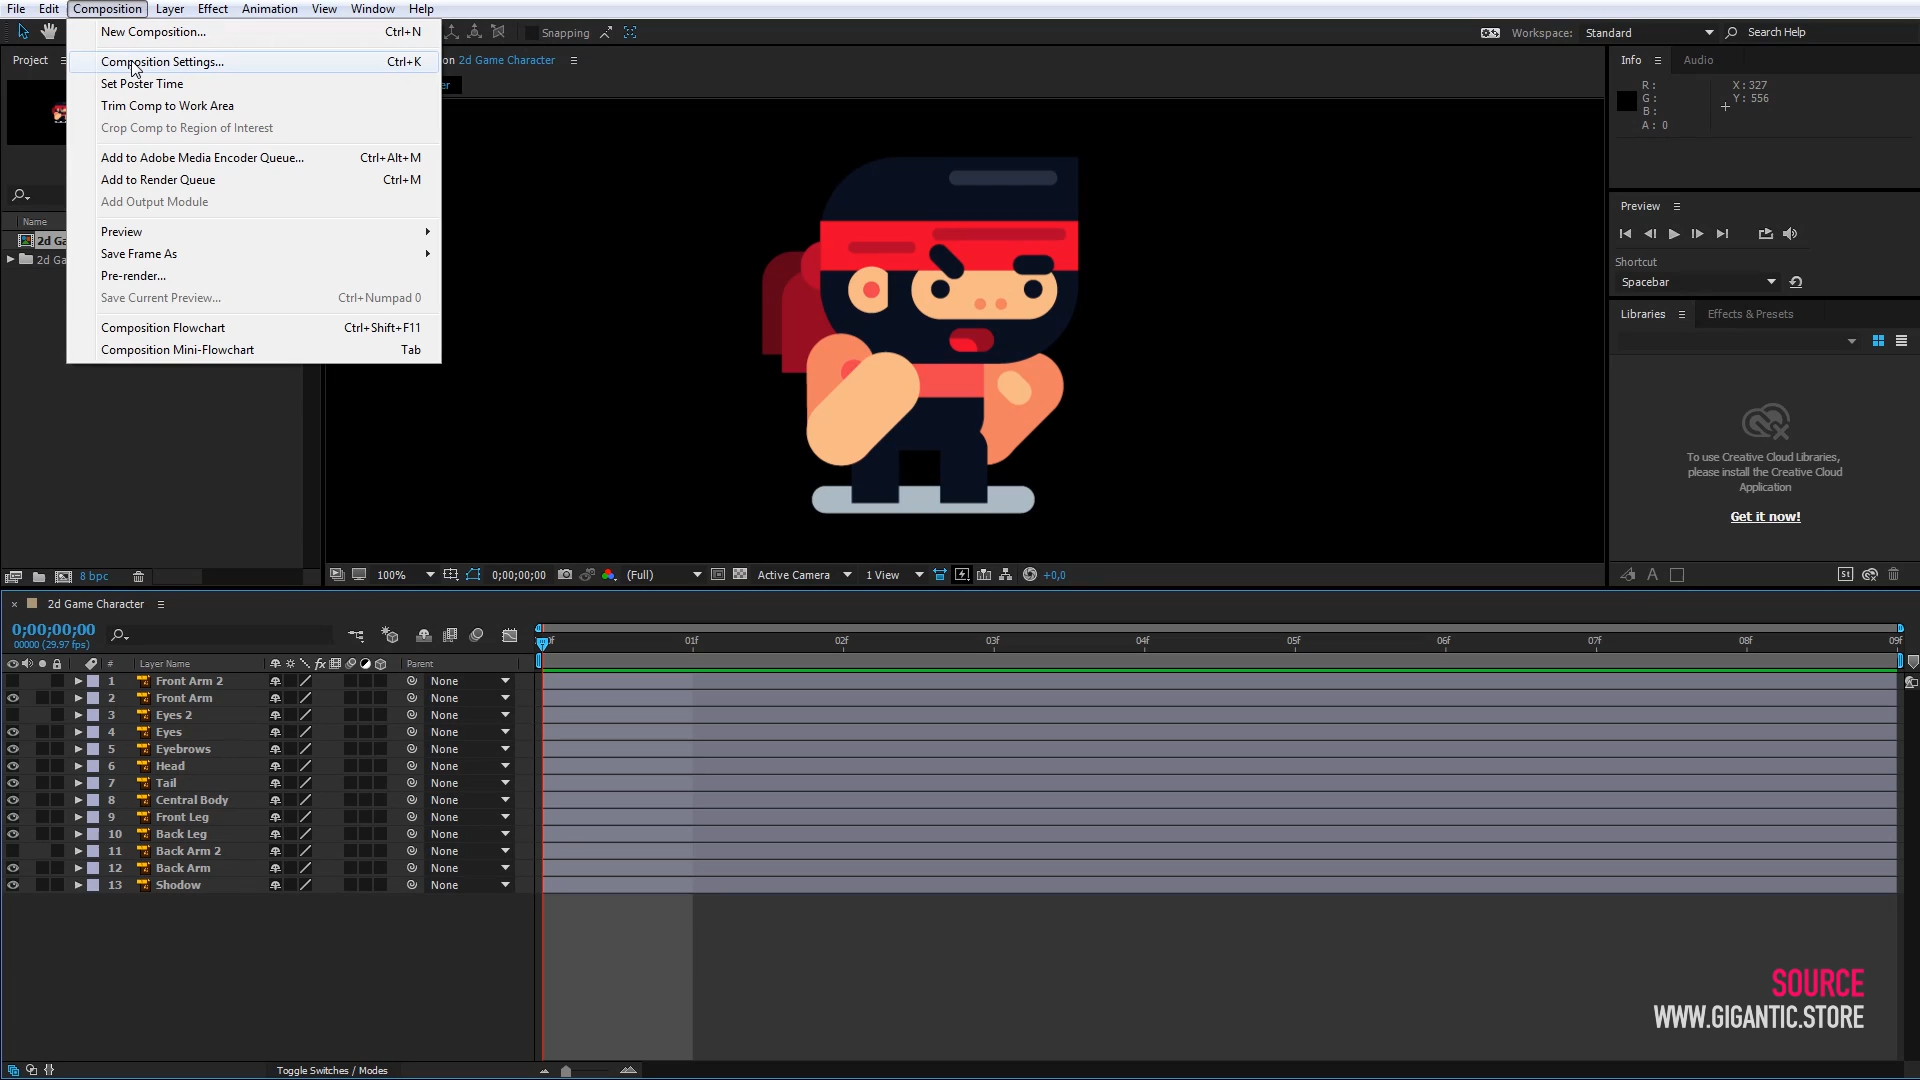 File Edit Composition Layer Effect Animation View Window Help
New Composition... Ctrl+N
Composition Settings... Ctrl+K
Set Poster Time
Trim Comp to Work Area
Crop Comp to Region of Interest
Add to Adobe Media Encoder Queue... Ctrl+Alt+M
Add to Render Queue Ctrl+M
Add Output Module
Preview
Save Frame As
Pre-render...
Save Current Preview... Ctrl+Numpad 0
Composition Flowchart Ctrl+Shift+F11
Composition Mini-Flowchart Tab
Snapping
Workspace: Standard Search Help
Project
2d Game Character
Name
2d Ga
2d Ga
Info Audio
R: X: 327
G: Y: 556
B:
A: 0
Preview
Shortcut
Spacebar
Libraries Effects & Presets
To use Creative Cloud Libraries,
please install the Creative Cloud
Application
Get it now!
St
8 bpc
100% 0;00;00;00 (Full) Active Camera 1 View +0,0
2d Game Character
0;00;00;00
00000 (29.97 fps)
01f 02f 03f 04f 05f 06f 07f 08f 09f
# Layer Name fx Parent
1 Front Arm 2 None
2 Front Arm None
3 Eyes 2 None
4 Eyes None
5 Eyebrows None
6 Head None
7 Tail None
8 Central Body None
9 Front Leg None
10 Back Leg None
11 Back Arm 2 None
12 Back Arm None
13 Shodow None
Toggle Switches / Modes
SOURCE
WWW.GIGANTIC.STORE